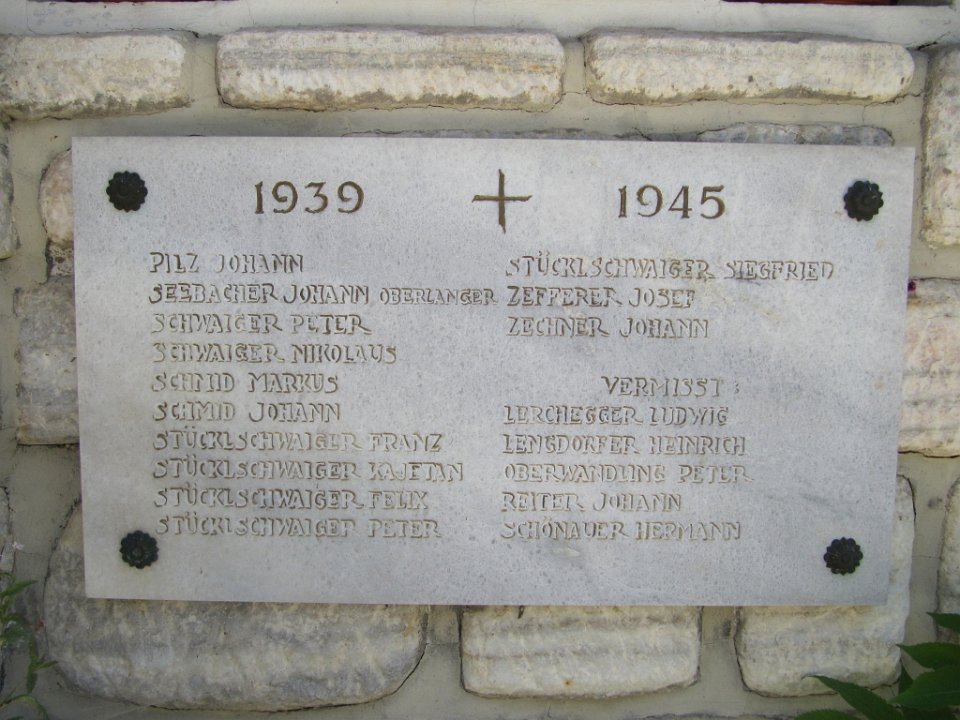 1939 + 1945
PILZ JOHANN
SEEBACHER JOHANN OBERLANGER
SCHWAIGER PETER
SCHWAIGER NIKOLAUS
SCHMID MARKUS
SCHMID JOHANN
STÜCKLSCHWAIGER FRANZ
STÜCKLSCHWAIGER KAJETAN
STÜCKLSCHWAIGER FELIX
STÜCKLSCHWAIGER PETER
STÜCKLSCHWAIGER SIEGFRIED
ZEFFERER JOSEF
ZECHNER JOHANN
VERMISST:
LERCHEGGER LUDWIG
LENGDORFER HEINRICH
OBERWANDLING PETER
REITER JOHANN
SCHÖNAUER HERMANN